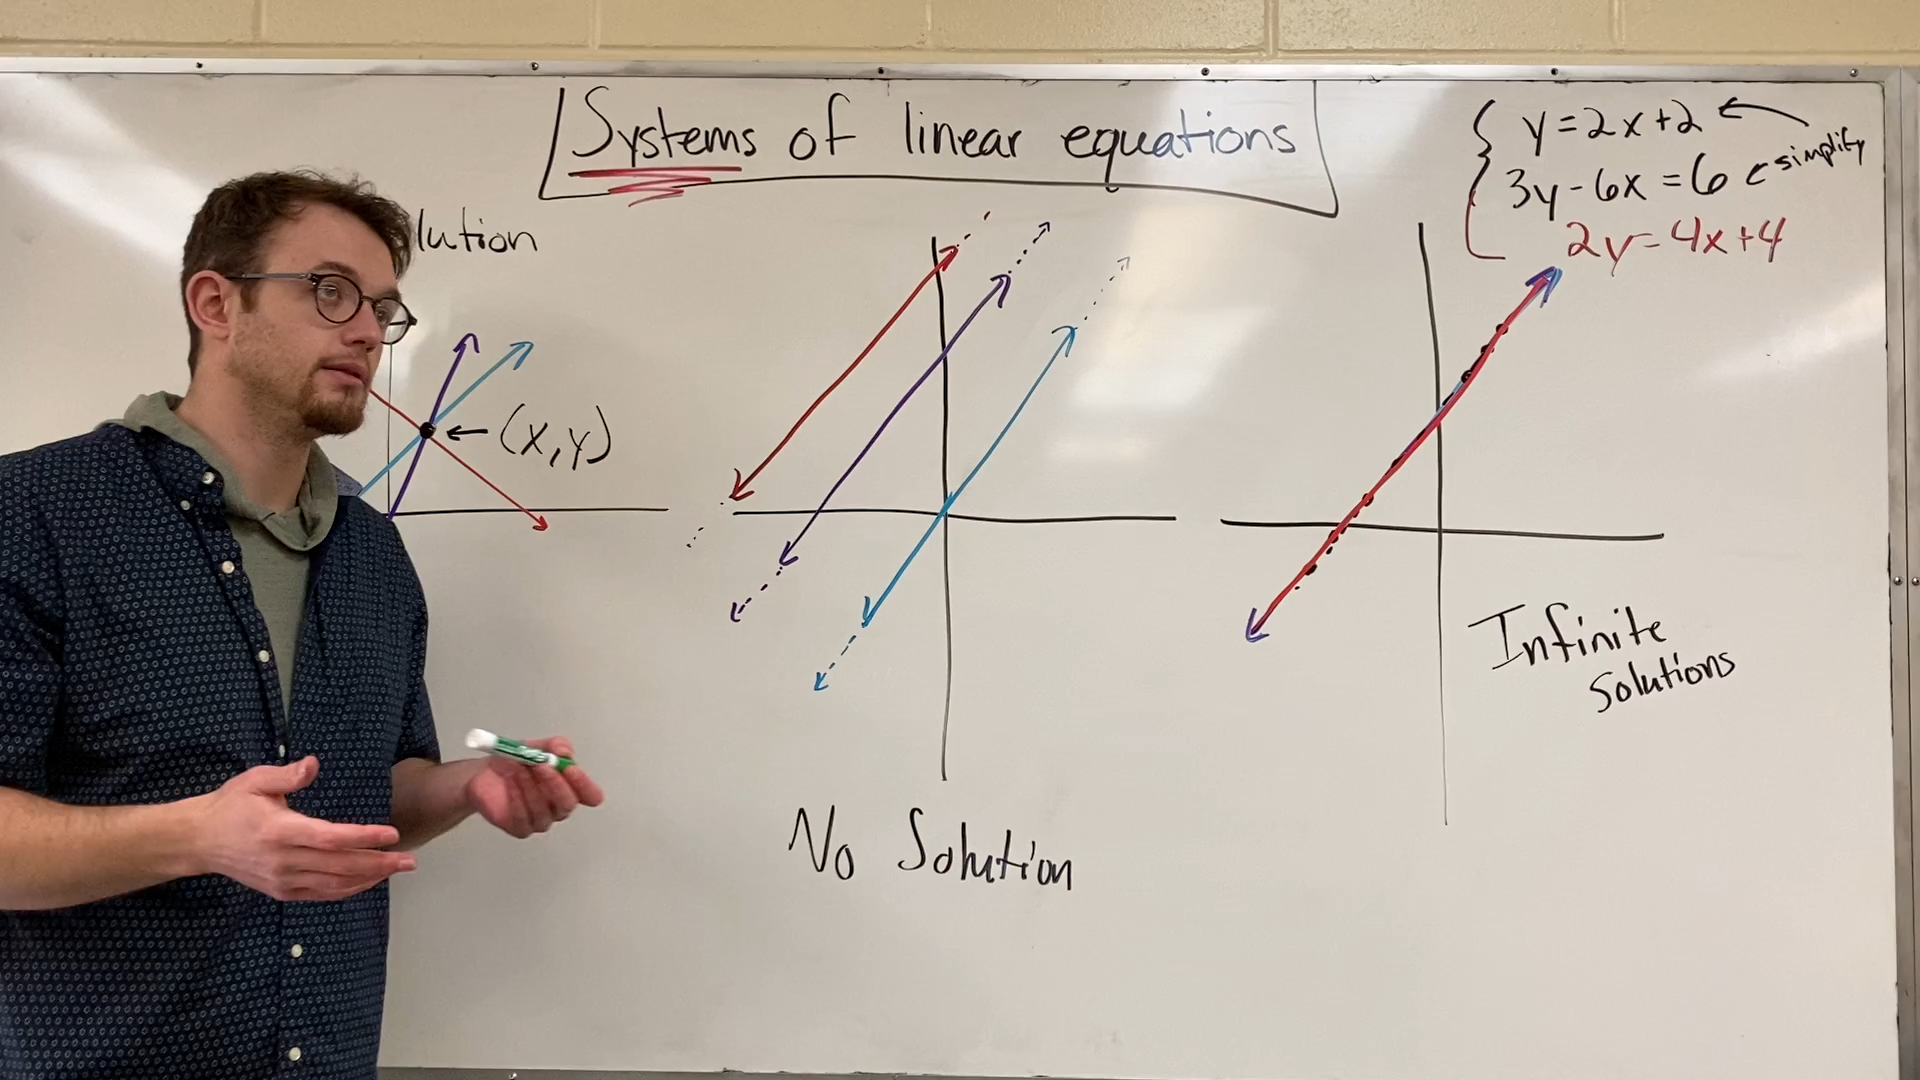 Systems of linear equations
lution
(x,y)
No Solution
y=2x+2
3y-6x=6
simplify
2y=4x+4
Infinite
Solutions